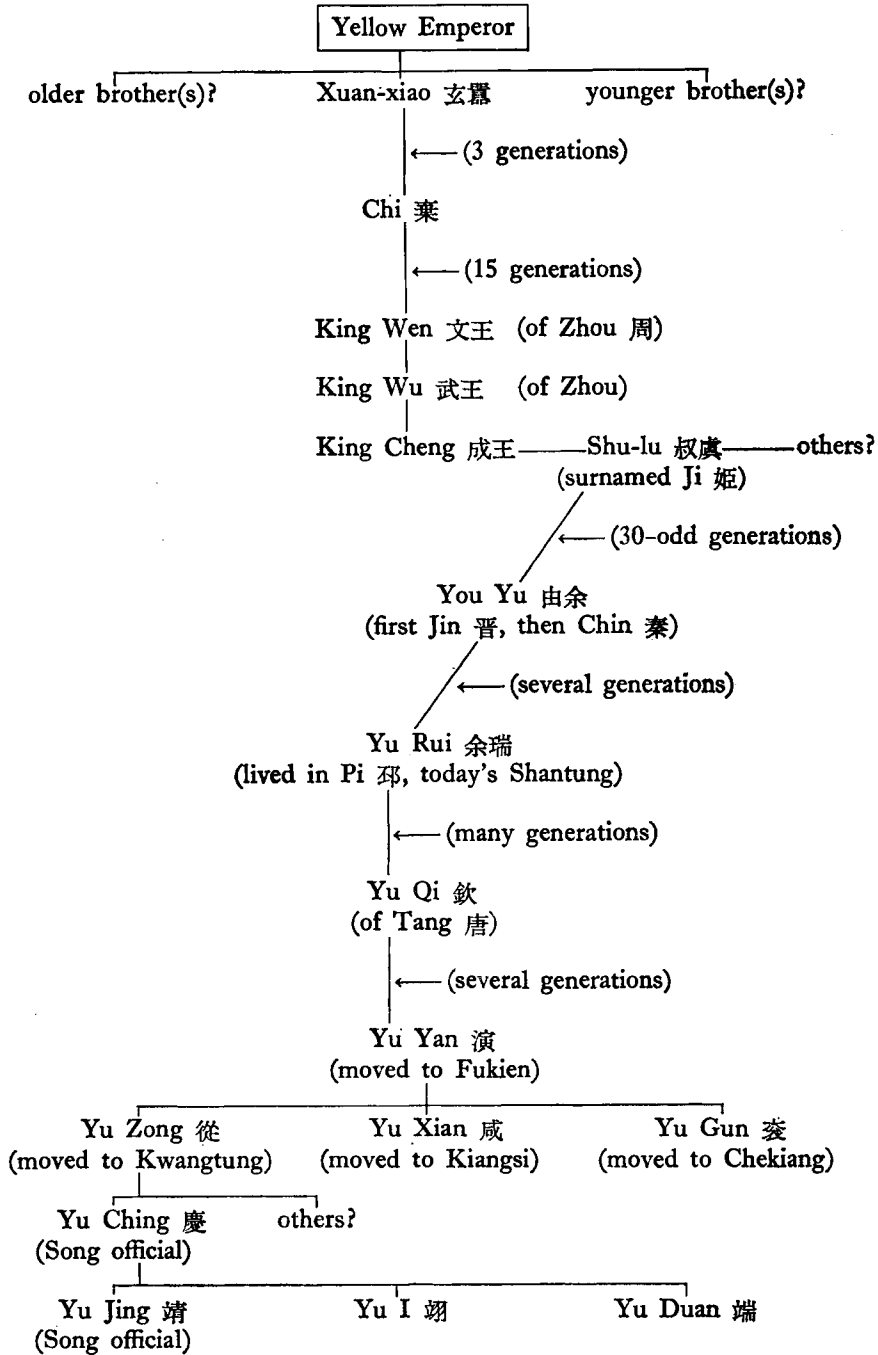 Yellow Emperor
older brother(s)? Xuan-xiao 玄囂 younger brother(s)?
(3 generations)
Chi 棄
(15 generations)
King Wen 文王 (of Zhou 周)
King Wu 武王 (of Zhou)
King Cheng 成王 Shu-lu 叔虞 others?
(surnamed Ji 姬)
(30-odd generations)
You Yu 由余
(first Jin 晋, then Chin 秦)
(several generations)
Yu Rui 余瑞
(lived in Pi 邳, today's Shantung)
(many generations)
Yu Qi 欽
(of Tang 唐)
(several generations)
Yu Yan 演
(moved to Fukien)
Yu Zong 從 Yu Xian 咸 Yu Gun 袞
(moved to Kwangtung) (moved to Kiangsi) (moved to Chekiang)
Yu Ching 慶 others?
(Song official)
Yu Jing 靖 Yu I 翊 Yu Duan 端
(Song official)